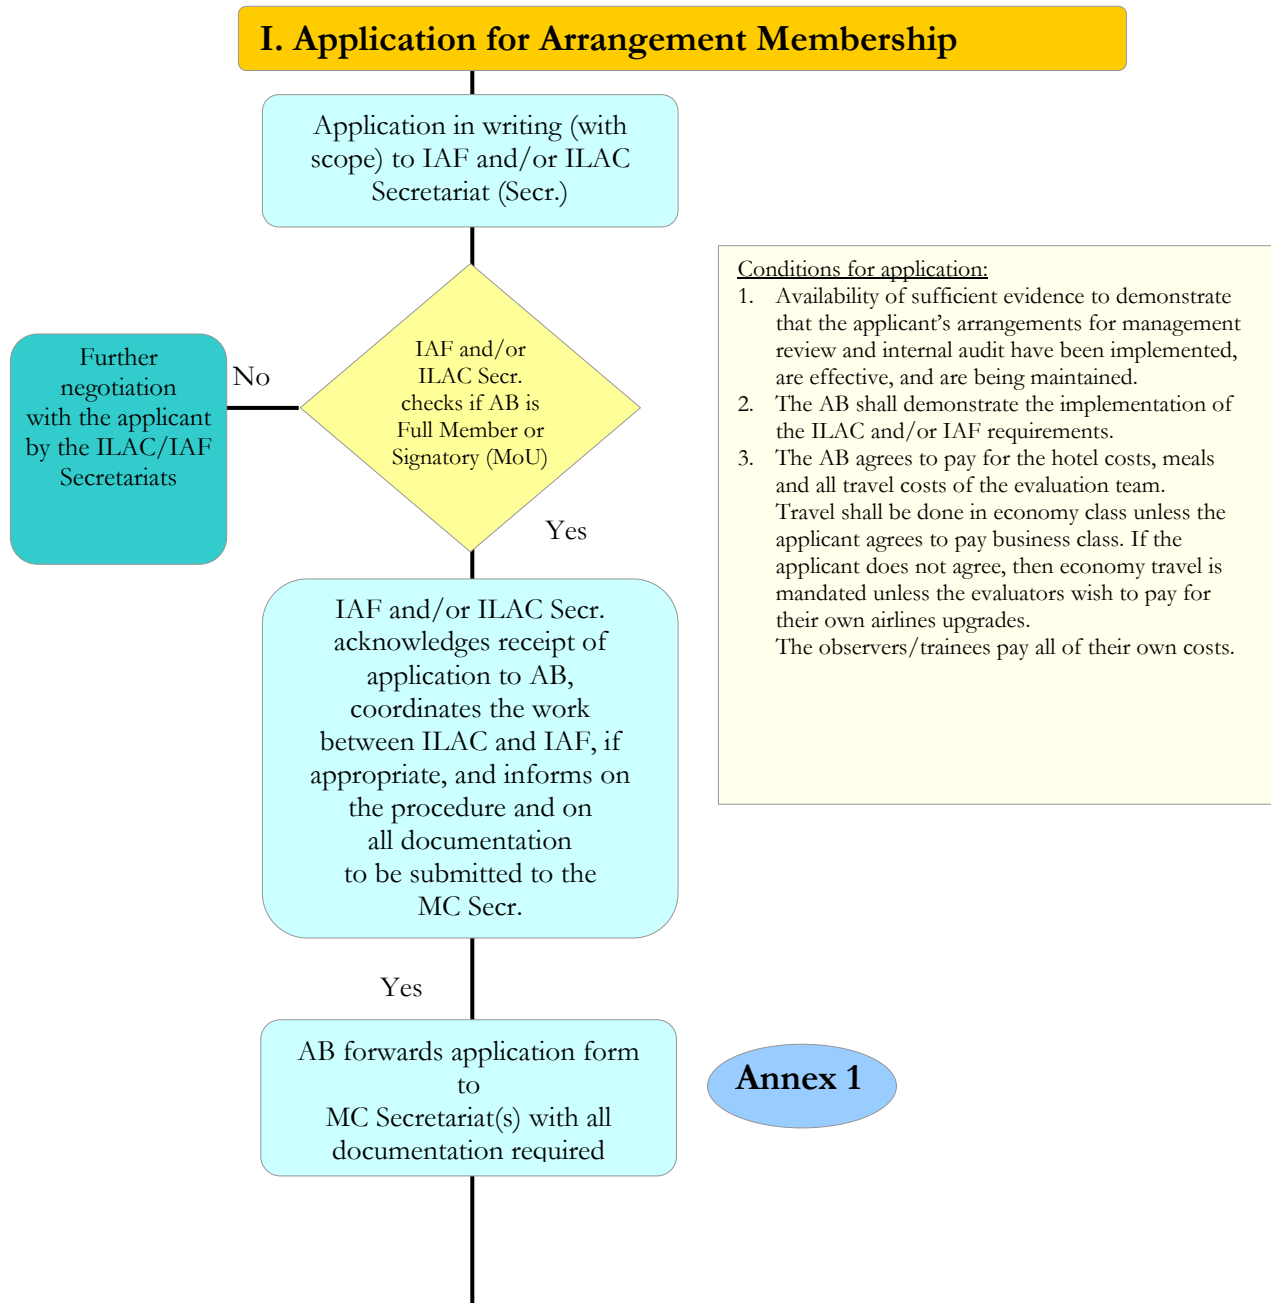 I. Application for Arrangement Membership
Application in writing (with
scope) to IAF and/or ILAC
Secretariat (Secr.)
Further
negotiation
with the applicant
by the ILAC/IAF
Secretariats
No
IAF and/or
ILAC Secr.
checks if AB is
Full Member or
Signatory (MoU)
Yes
Conditions for application:
1. Availability of sufficient evidence to demonstrate
that the applicant's arrangements for management
review and internal audit have been implemented,
are effective, and are being maintained.
2. The AB shall demonstrate the implementation of
the ILAC and/or IAF requirements.
3. The AB agrees to pay for the hotel costs, meals
and all travel costs of the evaluation team.
Travel shall be done in economy class unless the
applicant agrees to pay business class. If the
applicant does not agree, then economy travel is
mandated unless the evaluators wish to pay for
their own airlines upgrades.
The observers/trainees pay all of their own costs.
IAF and/or ILAC Secr.
acknowledges receipt of
application to AB,
coordinates the work
between ILAC and IAF, if
appropriate, and informs on
the procedure and on
all documentation
to be submitted to the
MC Secr.
Yes
AB forwards application form
to
MC Secretariat(s) with all
documentation required
Annex 1